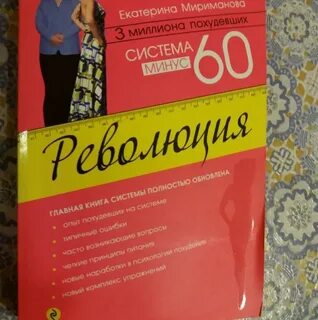 Екатерина Мириманова
3 миллиона похудевших
СИСТЕМА
МИНУС
60
Революция
ГЛАВНАЯ КНИГА СИСТЕМЫ ПОЛНОСТЬЮ ОБНОВЛЕНА
• опыт похудевших на системе
• типичные ошибки
• часто возникающие вопросы
• четкие принципы питания
• новые наработки в психологии похудения
• новый комплекс упражнений